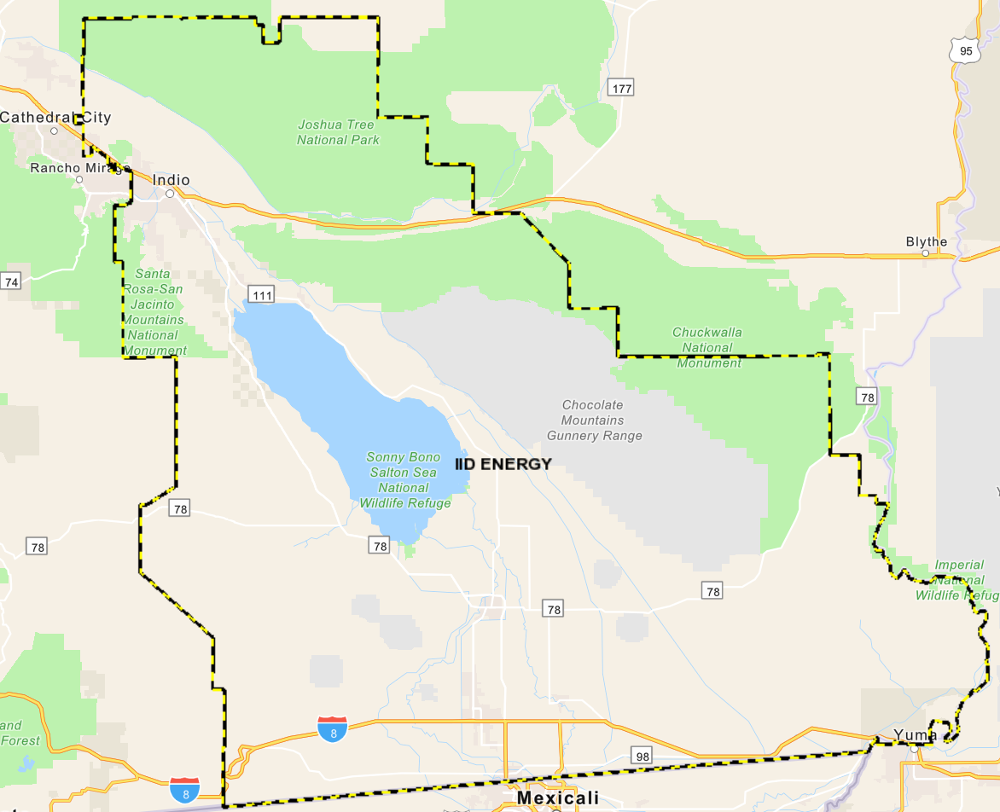 95
177
Cathedral City
Joshua Tree
National Park
Rancho Mirage
Indio
Blythe
74
Santa
Rosa-San
Jacinto
Mountains
National
Monument
111
Chuckwalla
National
Monument
78
Chocolate
Mountains
Gunnery Range
Sonny Bono
Salton Sea
National
Wildlife Refuge
IID ENERGY
78
78
78
Imperial
National
Wildlife Refug
78
78
and
Forest
8
Yuma
98
8
Mexicali